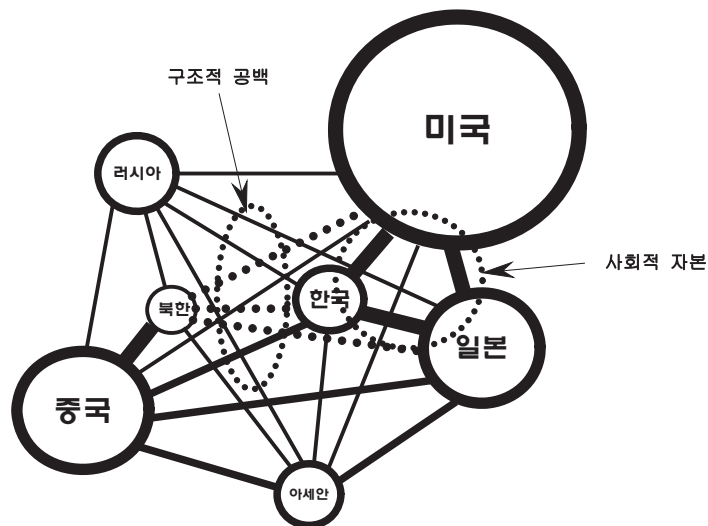 구조적 공백
미국
러시아
사회적 자본
북한
한국
일본
중국
아세안